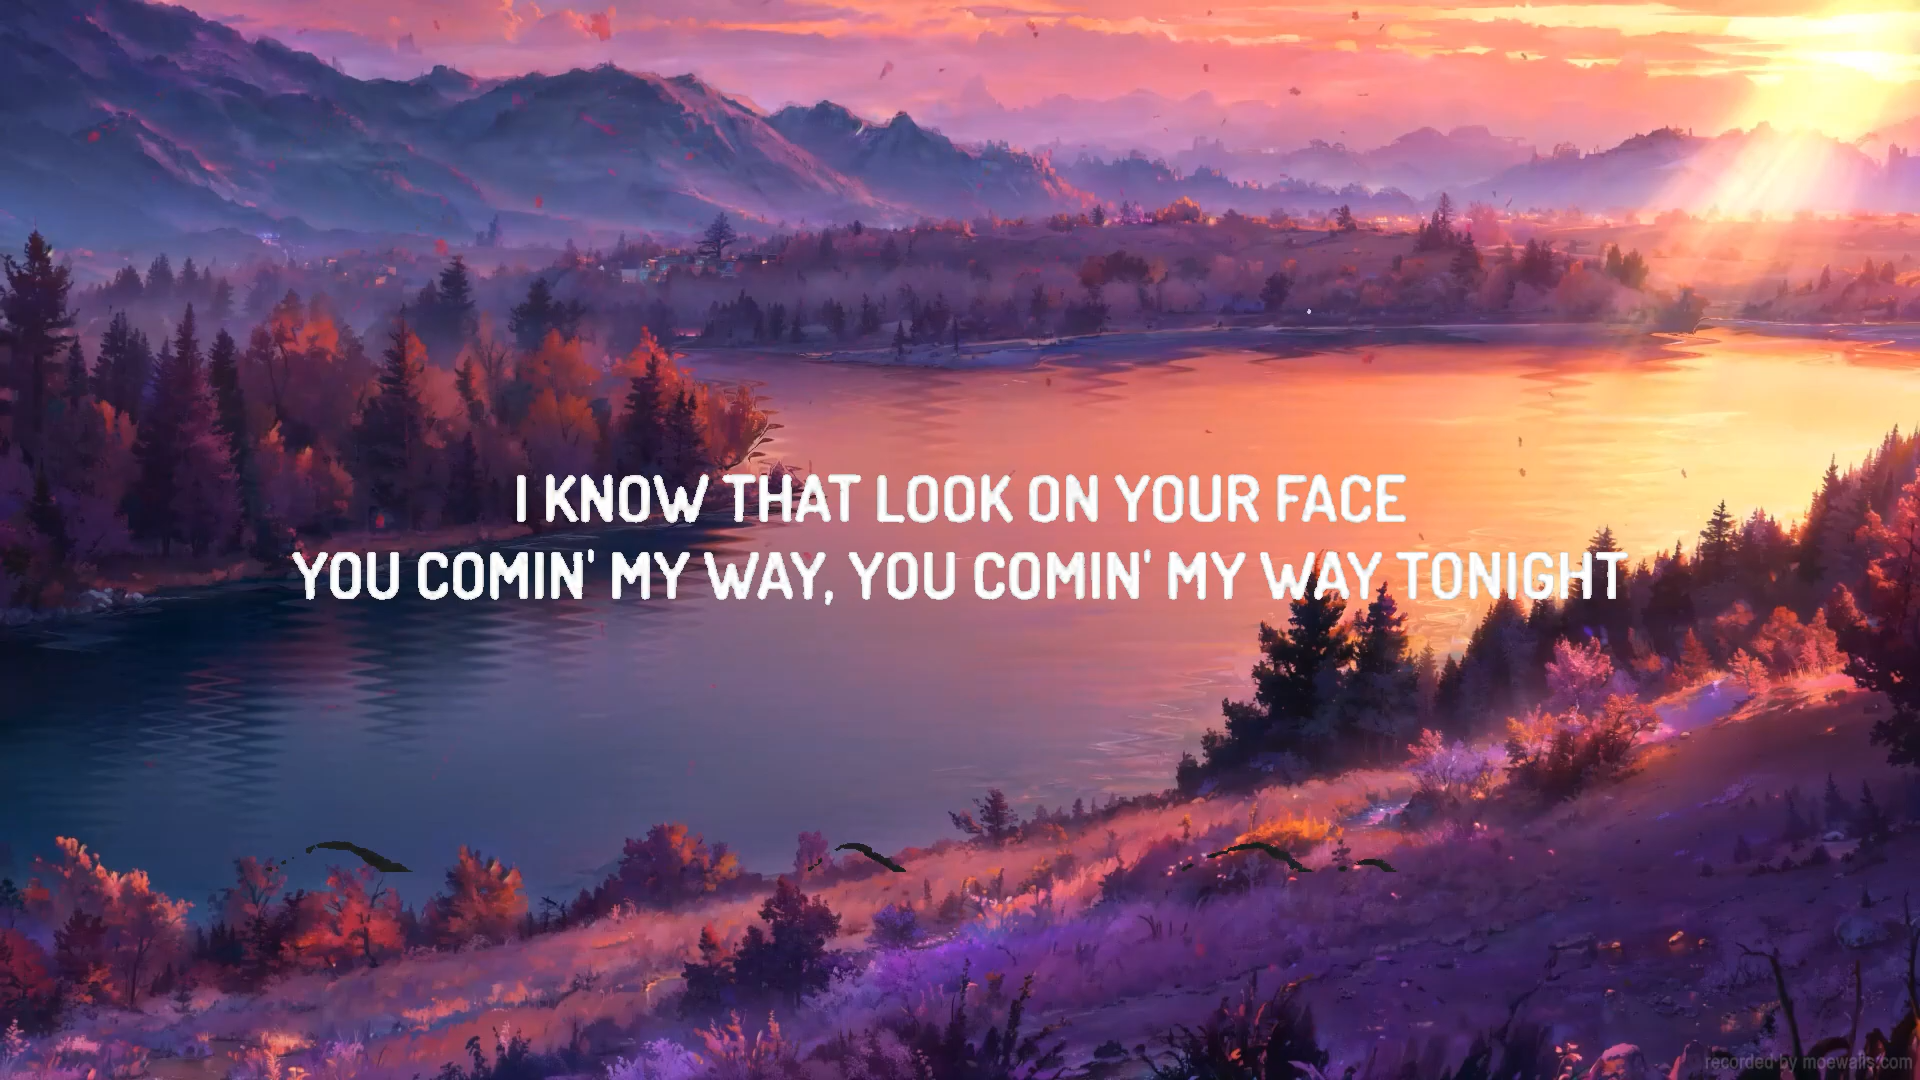 I KNOW THAT LOOK ON YOUR FACE
YOU COMIN' MY WAY, YOU COMIN' MY WAY TONIGHT
recorded by moewalls.com